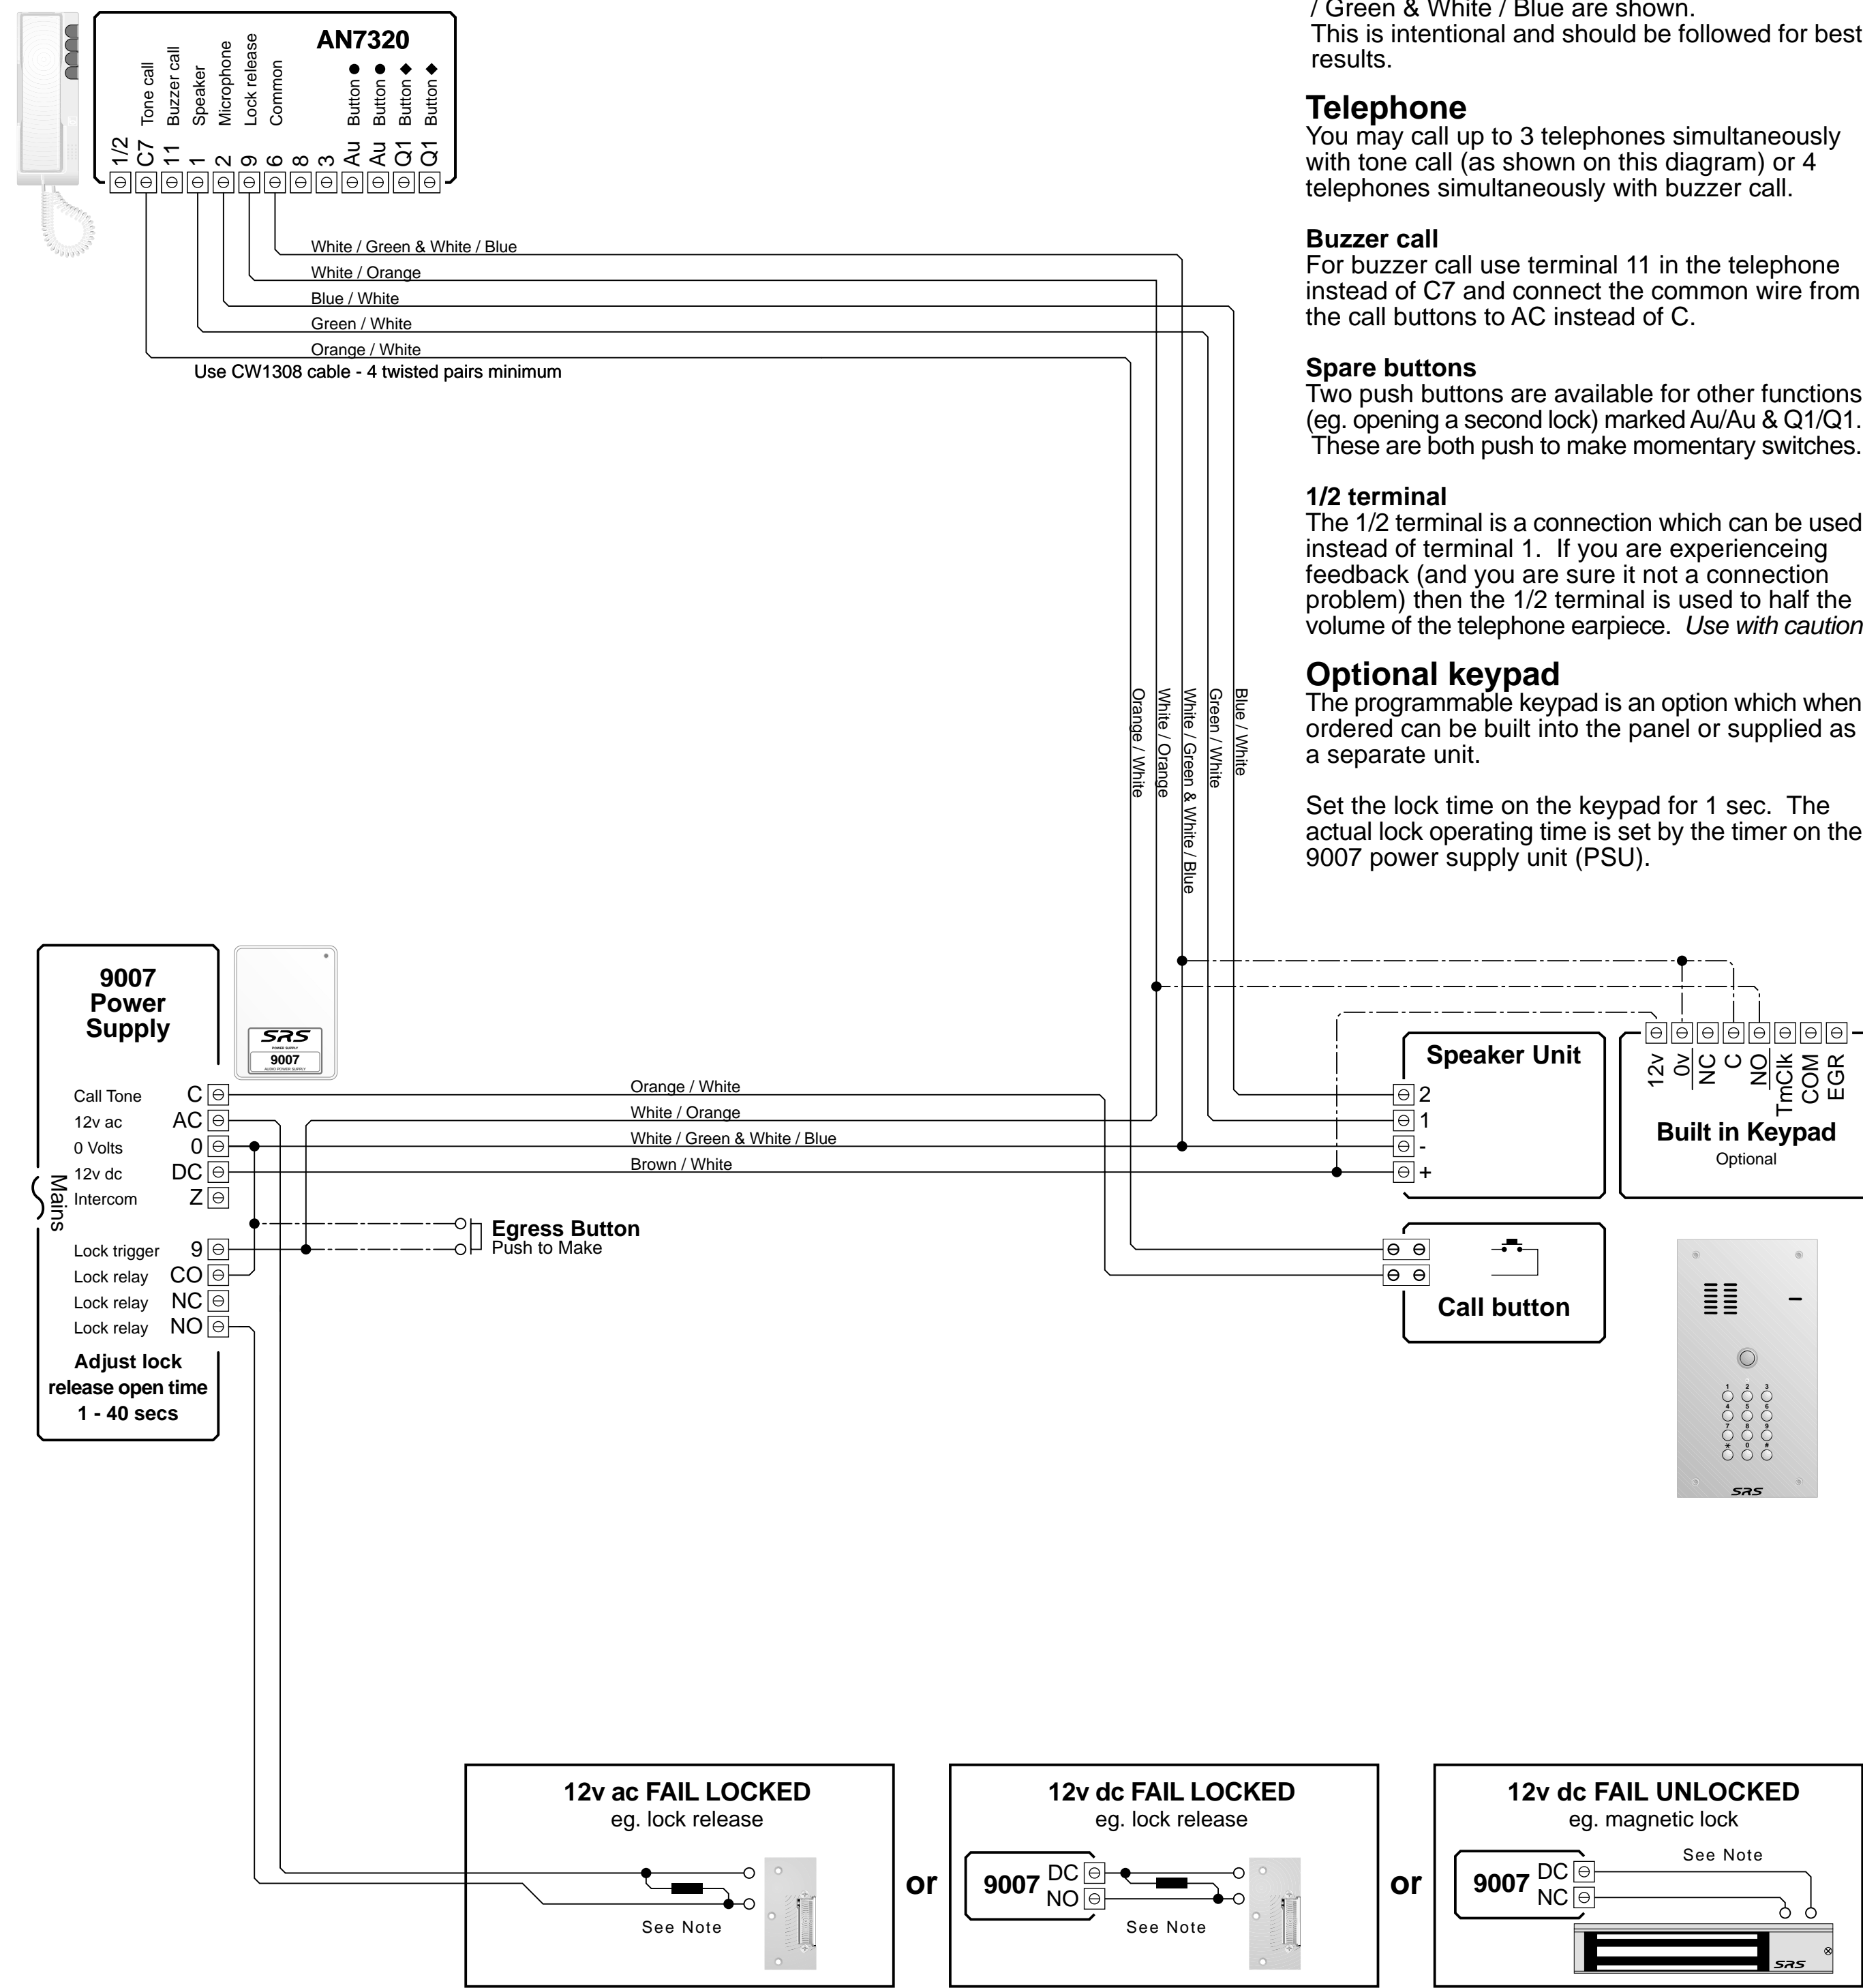 AN7320
Tone call
Buzzer call
Speaker
Microphone
Lock release
Common
Button ●
Button ●
Button ◆
Button ◆
1/2
C7
11
1
2
9
6
8
3
Au
Au
Q1
Q1
White / Green & White / Blue
White / Orange
Blue / White
Green / White
Orange / White
Use CW1308 cable - 4 twisted pairs minimum
/ Green & White / Blue are shown.
This is intentional and should be followed for best
results.
Telephone
You may call up to 3 telephones simultaneously
with tone call (as shown on this diagram) or 4
telephones simultaneously with buzzer call.
Buzzer call
For buzzer call use terminal 11 in the telephone
instead of C7 and connect the common wire from
the call buttons to AC instead of C.
Spare buttons
Two push buttons are available for other functions
(eg. opening a second lock) marked Au/Au & Q1/Q1.
These are both push to make momentary switches.
1/2 terminal
The 1/2 terminal is a connection which can be used
instead of terminal 1. If you are experienceing
feedback (and you are sure it not a connection
problem) then the 1/2 terminal is used to half the
volume of the telephone earpiece. Use with caution
Optional keypad
The programmable keypad is an option which when
ordered can be built into the panel or supplied as
a separate unit.
Set the lock time on the keypad for 1 sec. The
actual lock operating time is set by the timer on the
9007 power supply unit (PSU).
Orange / White
White / Orange
White / Green & White / Blue
Green / White
Blue / White
9007
Power
Supply
SRS
POWER SUPPLY
9007
AUDIO POWER SUPPLY
Call Tone C
12v ac AC
0 Volts 0
12v dc DC
Intercom Z
Mains
Lock trigger 9
Lock relay CO
Lock relay NC
Lock relay NO
Adjust lock
release open time
1 - 40 secs
Orange / White
White / Orange
White / Green & White / Blue
Brown / White
Egress Button
Push to Make
Speaker Unit
2
1
-
+
12v
0v
NC
C
NO
TmClk
COM
EGR
Built in Keypad
Optional
Call button
1 2 3
4 5 6
7 8 9
* 0 #
SRS
12v ac FAIL LOCKED
eg. lock release
See Note
or
12v dc FAIL LOCKED
eg. lock release
9007
DC
NO
See Note
or
12v dc FAIL UNLOCKED
eg. magnetic lock
See Note
9007
DC
NC
SRS